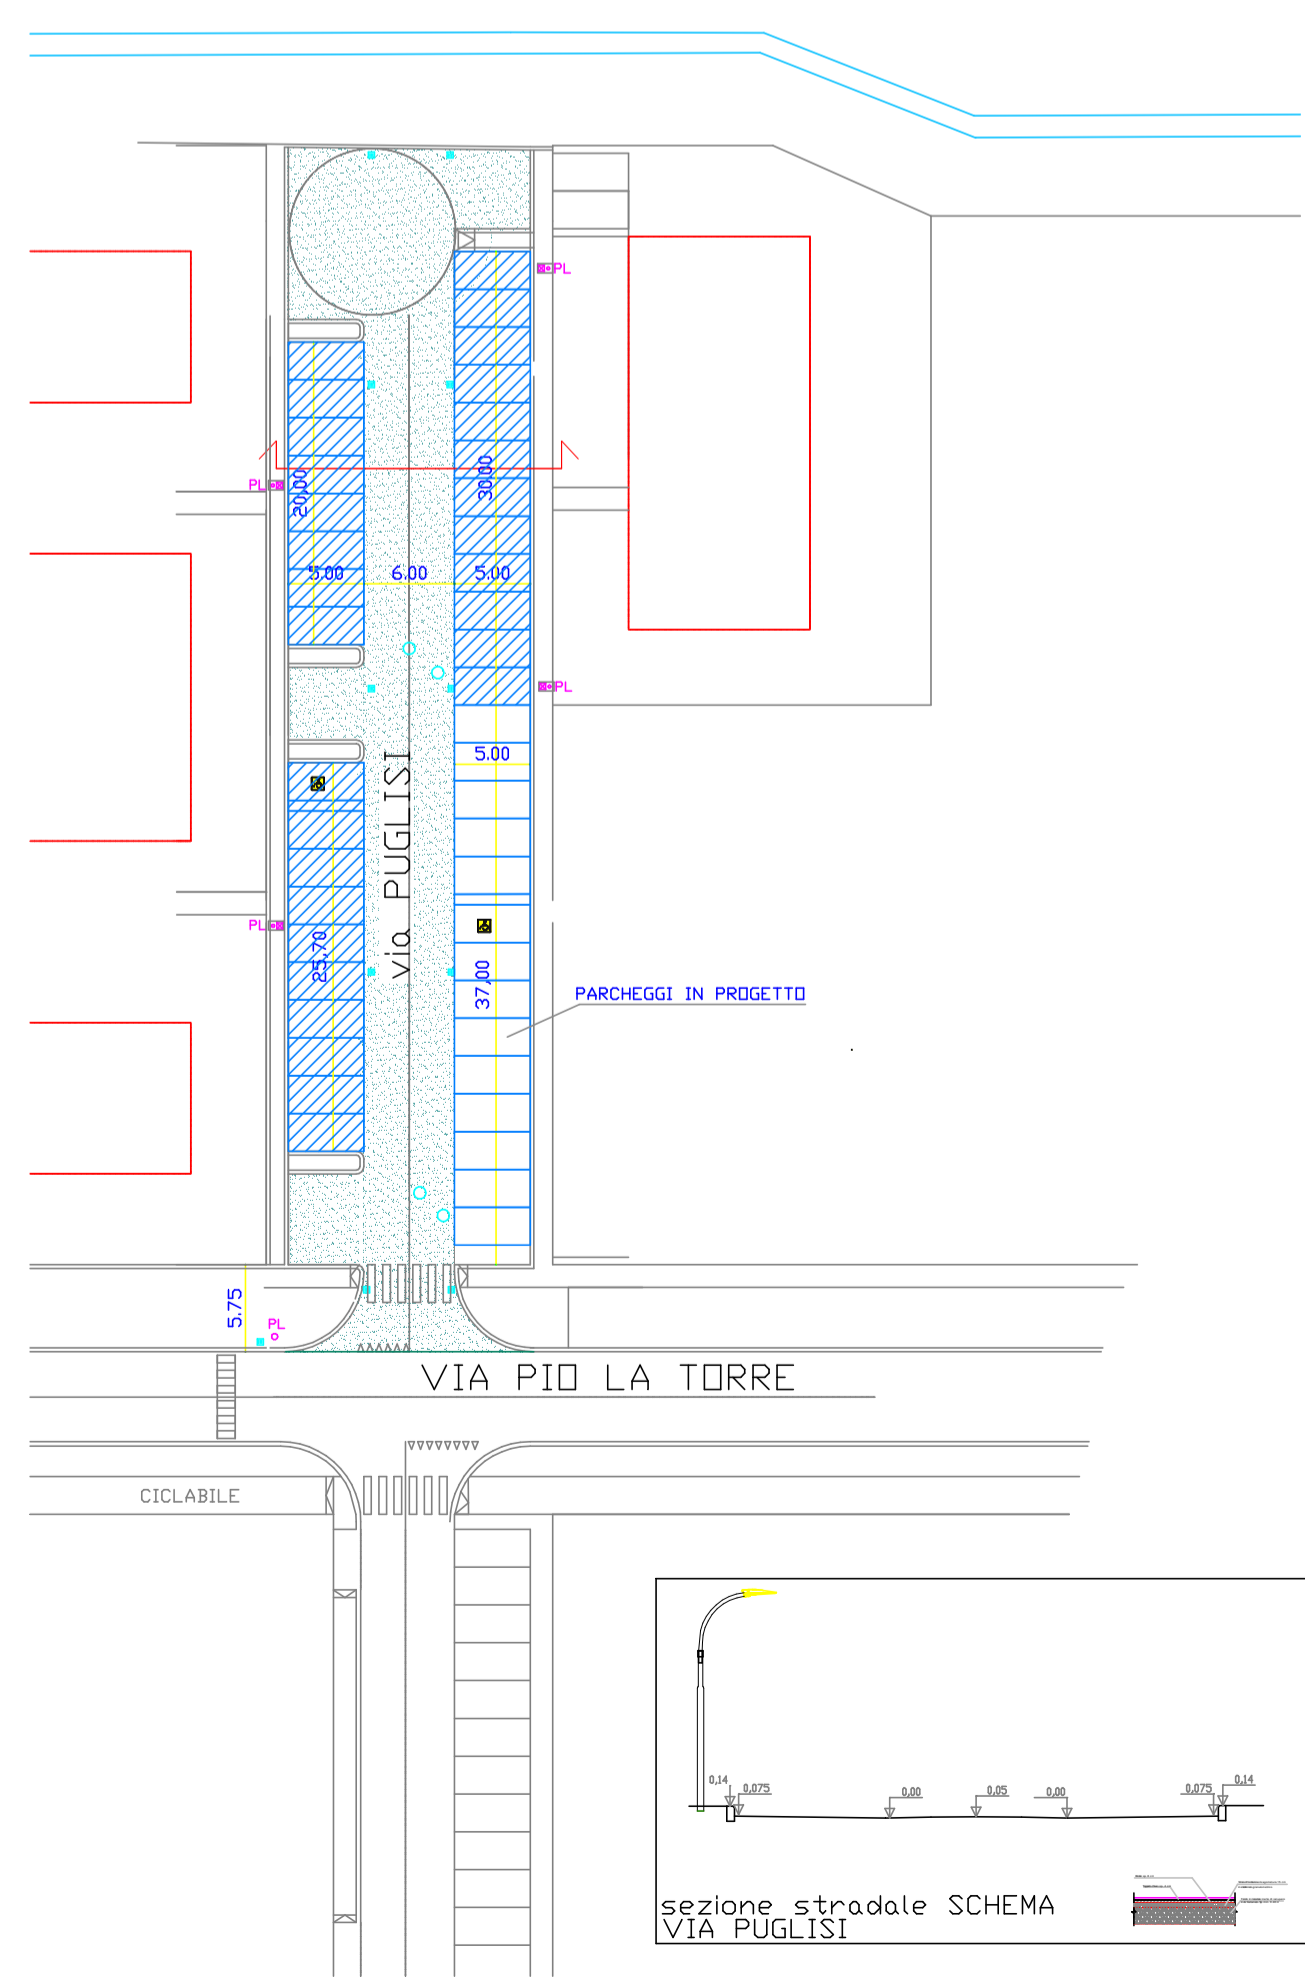 PL
PL
20,00
30.00
5.00
6.00
5.00
PL
via PUGLISI
5.00
PL
25,70
37,00
PARCHEGGI IN PROGETTO
5.75
PL
VIA PIO LA TORRE
CICLABILE
0,14
0,075
0,00
0,05
0,00
0,075
0,14
sezione stradale SCHEMA
VIA PUGLISI